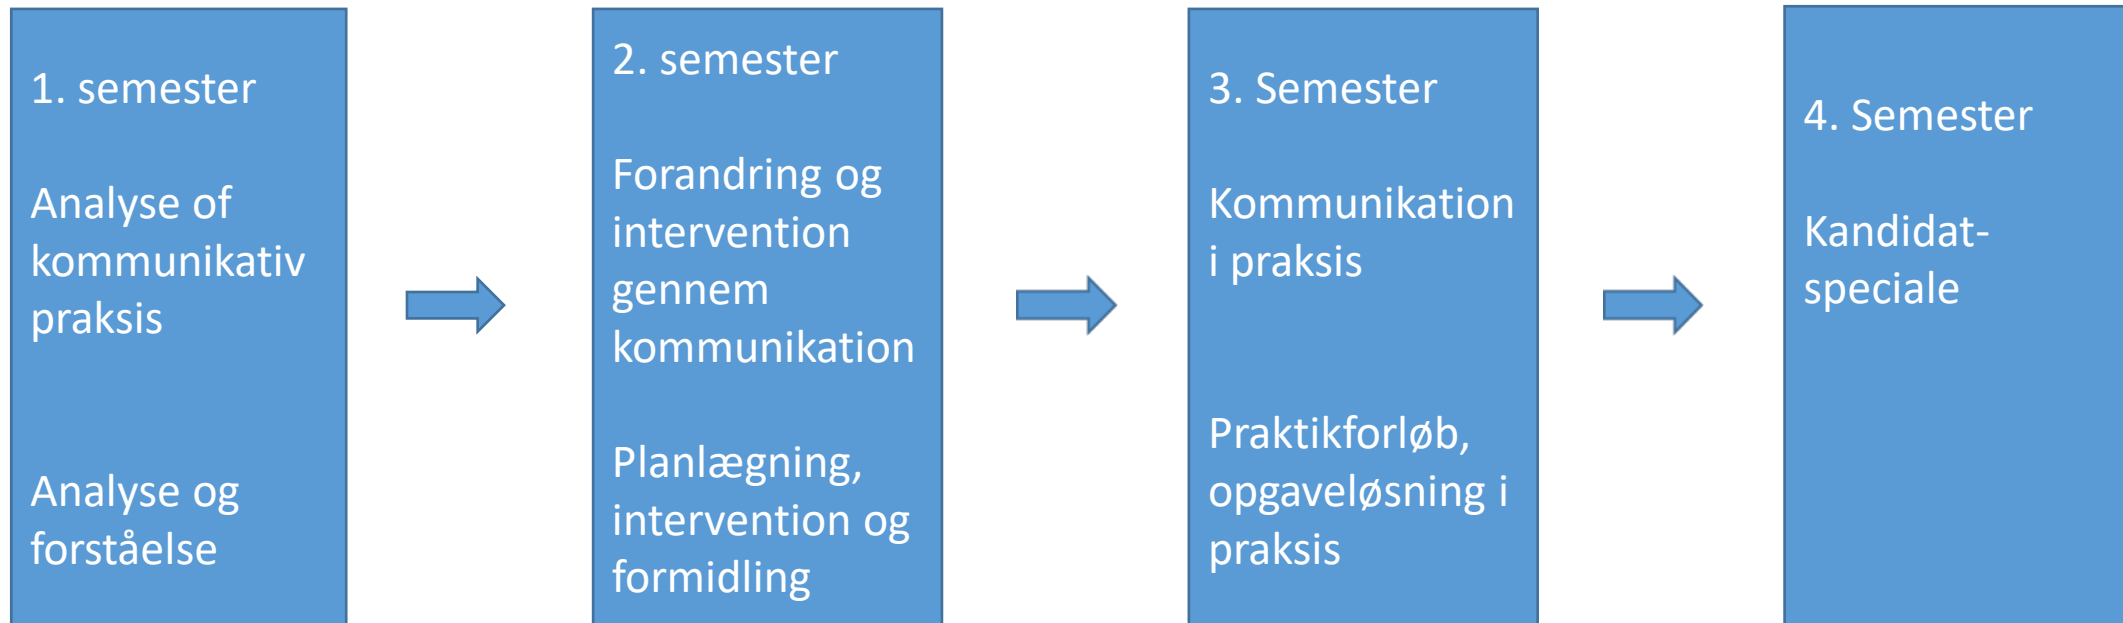 1. semester
Analyse of
kommunikativ
praksis
Analyse og
forståelse
2. semester
Forandring og
intervention
gennem
kommunikation
Planlægning,
intervention og
formidling
3. Semester
Kommunikation
i praksis
Praktikforløb,
opgaveløsning i
praksis
4. Semester
Kandidat-
speciale